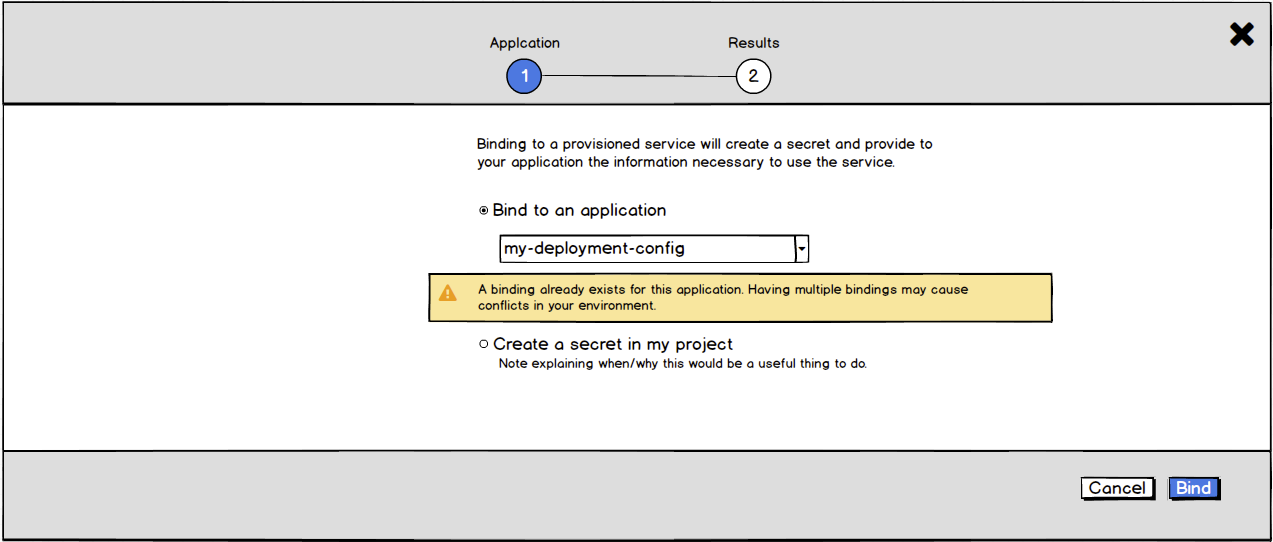 Applcation
Results
1
2
Binding to a provisioned service will create a secret and provide to
your application the information necessary to use the service.
Bind to an application
my-deployment-config
A binding already exists for this application. Having multiple bindings may cause
conflicts in your environment.
Create a secret in my project
Note explaining when/why this would be a useful thing to do.
Cancel
Bind